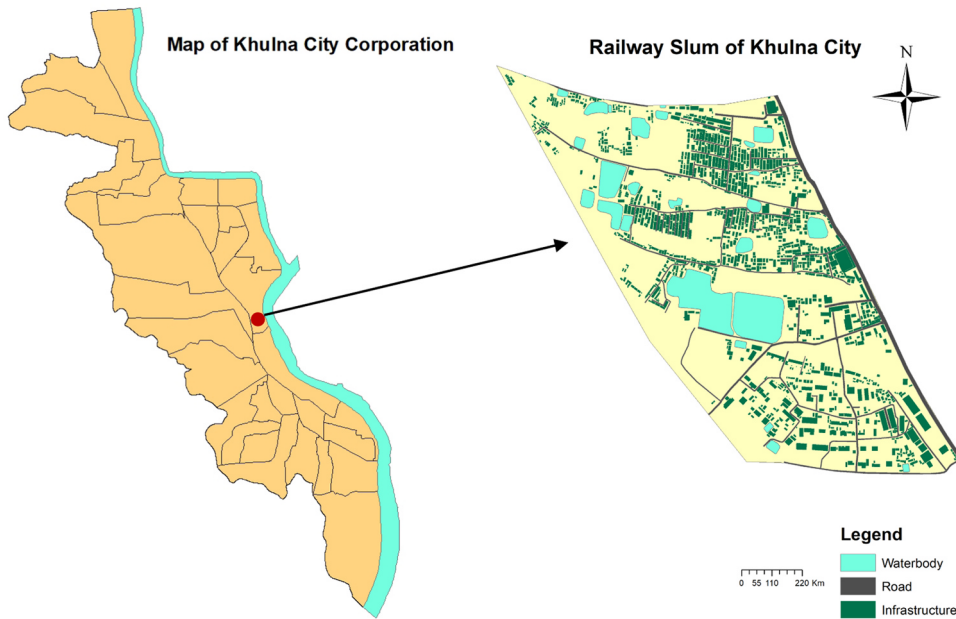 Map of Khulna City Corporation
Railway Slum of Khulna City
N
Legend
Waterbody
Road
Infrastructure
0 55 110 220 Km